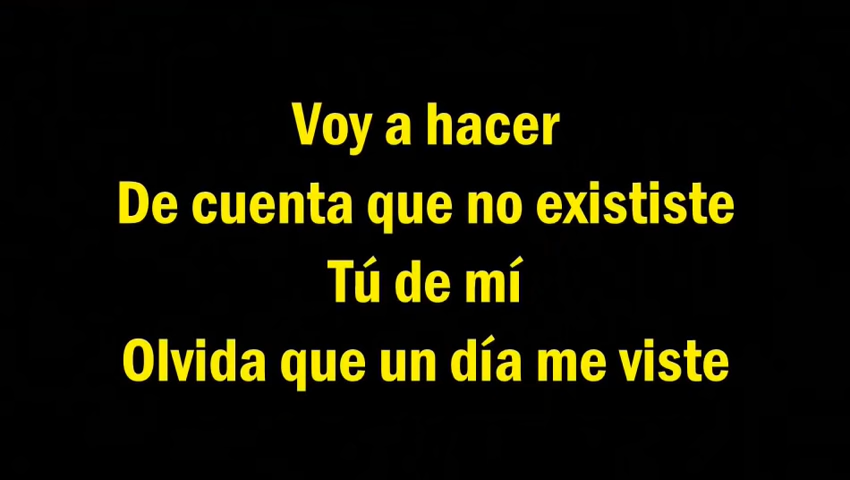 Voy a hacer
De cuenta que no exististe
Tú de mí
Olvida que un día me viste